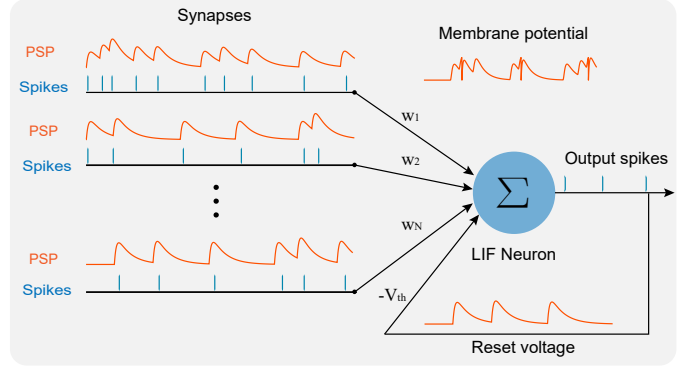 Synapses
Membrane potential
PSP
Spikes
PSP
Spikes
w1
w2
Output spikes
Σ
wN
LIF Neuron
PSP
Spikes
-Vth
Reset voltage